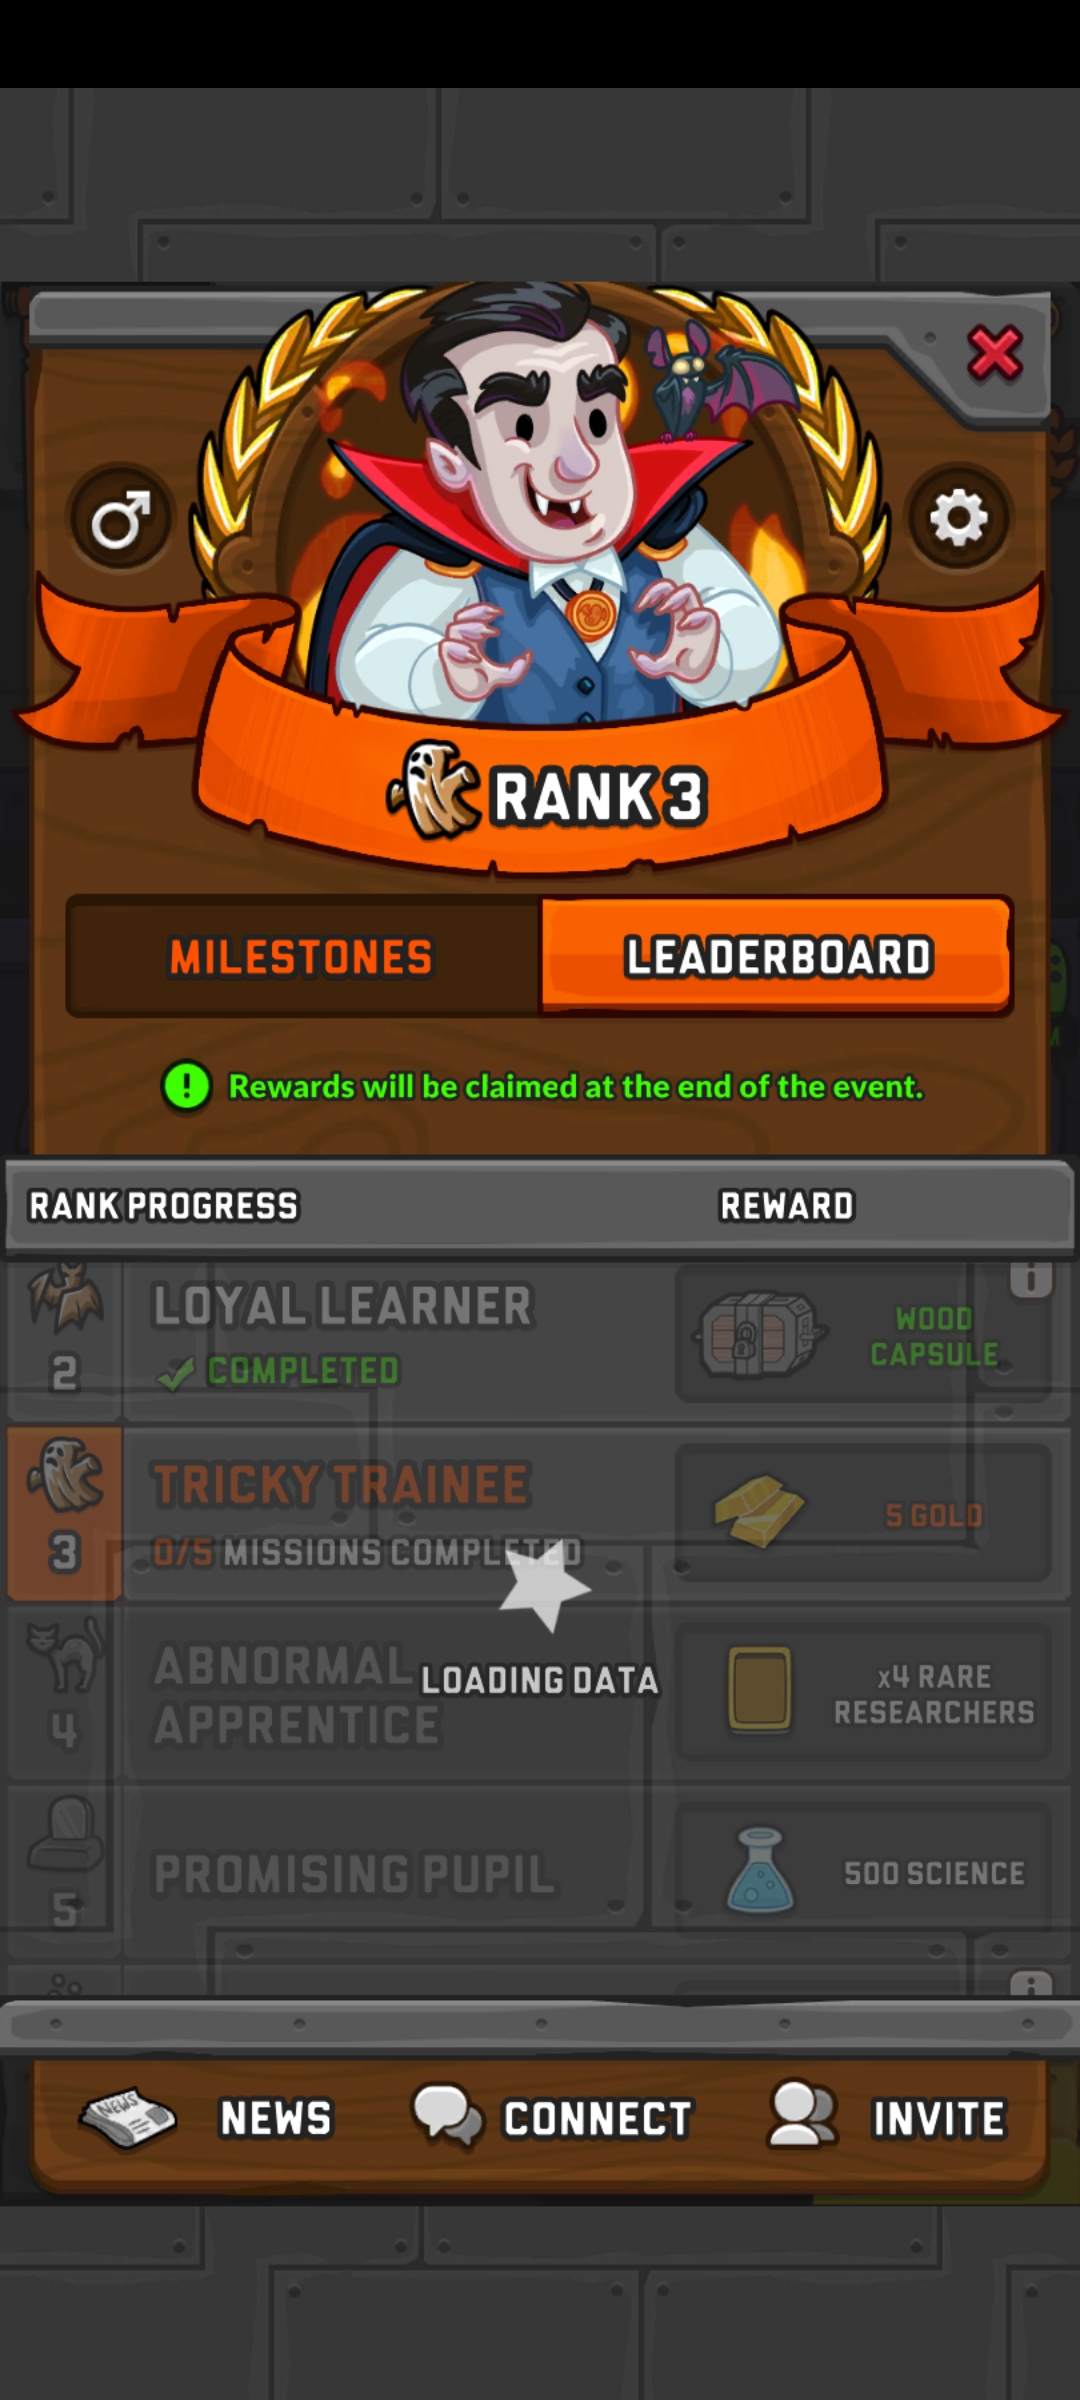 RANK 3
MILESTONES
LEADERBOARD
! Rewards will be claimed at the end of the event.
RANK PROGRESS
REWARD
2
LOYAL LEARNER
COMPLETED
WOOD
CAPSULE
i
3
TRICKY TRAINEE
0/5 MISSIONS COMPLETED
5 GOLD
4
ABNORMAL
APPRENTICE
x4 RARE
RESEARCHERS
LOADING DATA
5
PROMISING PUPIL
500 SCIENCE
i
NEWS
NEWS
CONNECT
INVITE